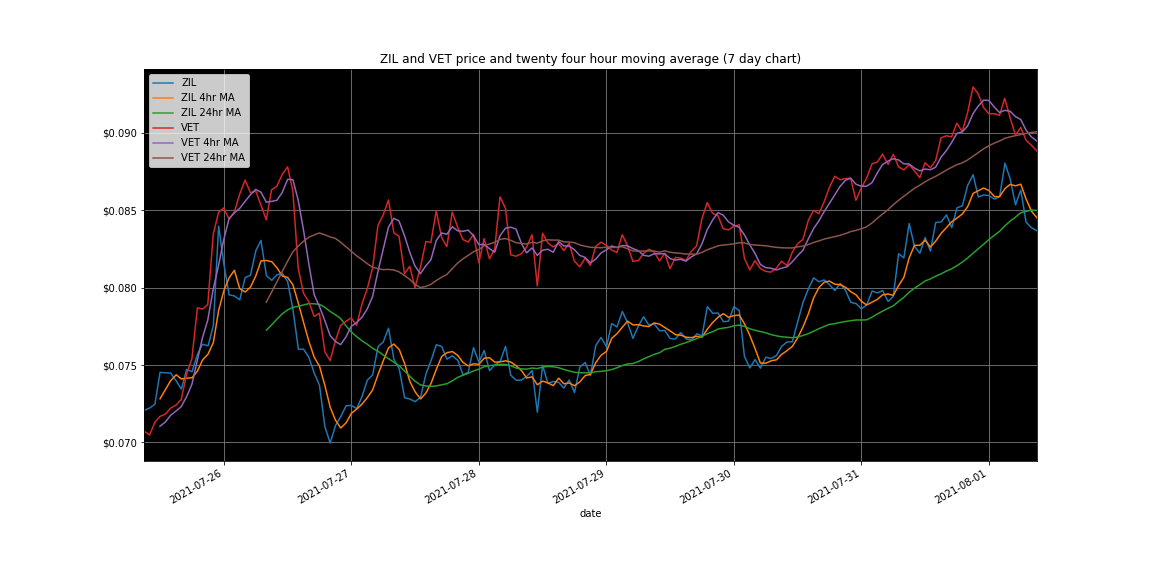 ZIL and VET price and twenty four hour moving average (7 day chart)
ZIL
ZIL 4hr MA
ZIL 24hr MA
VET
VET 4hr MA
VET 24hr MA
$0.090
$0.085
$0.080
$0.075
$0.070
2021-07-26
2021-07-27
2021-07-28
2021-07-29
2021-07-30
2021-07-31
2021-08-01
date